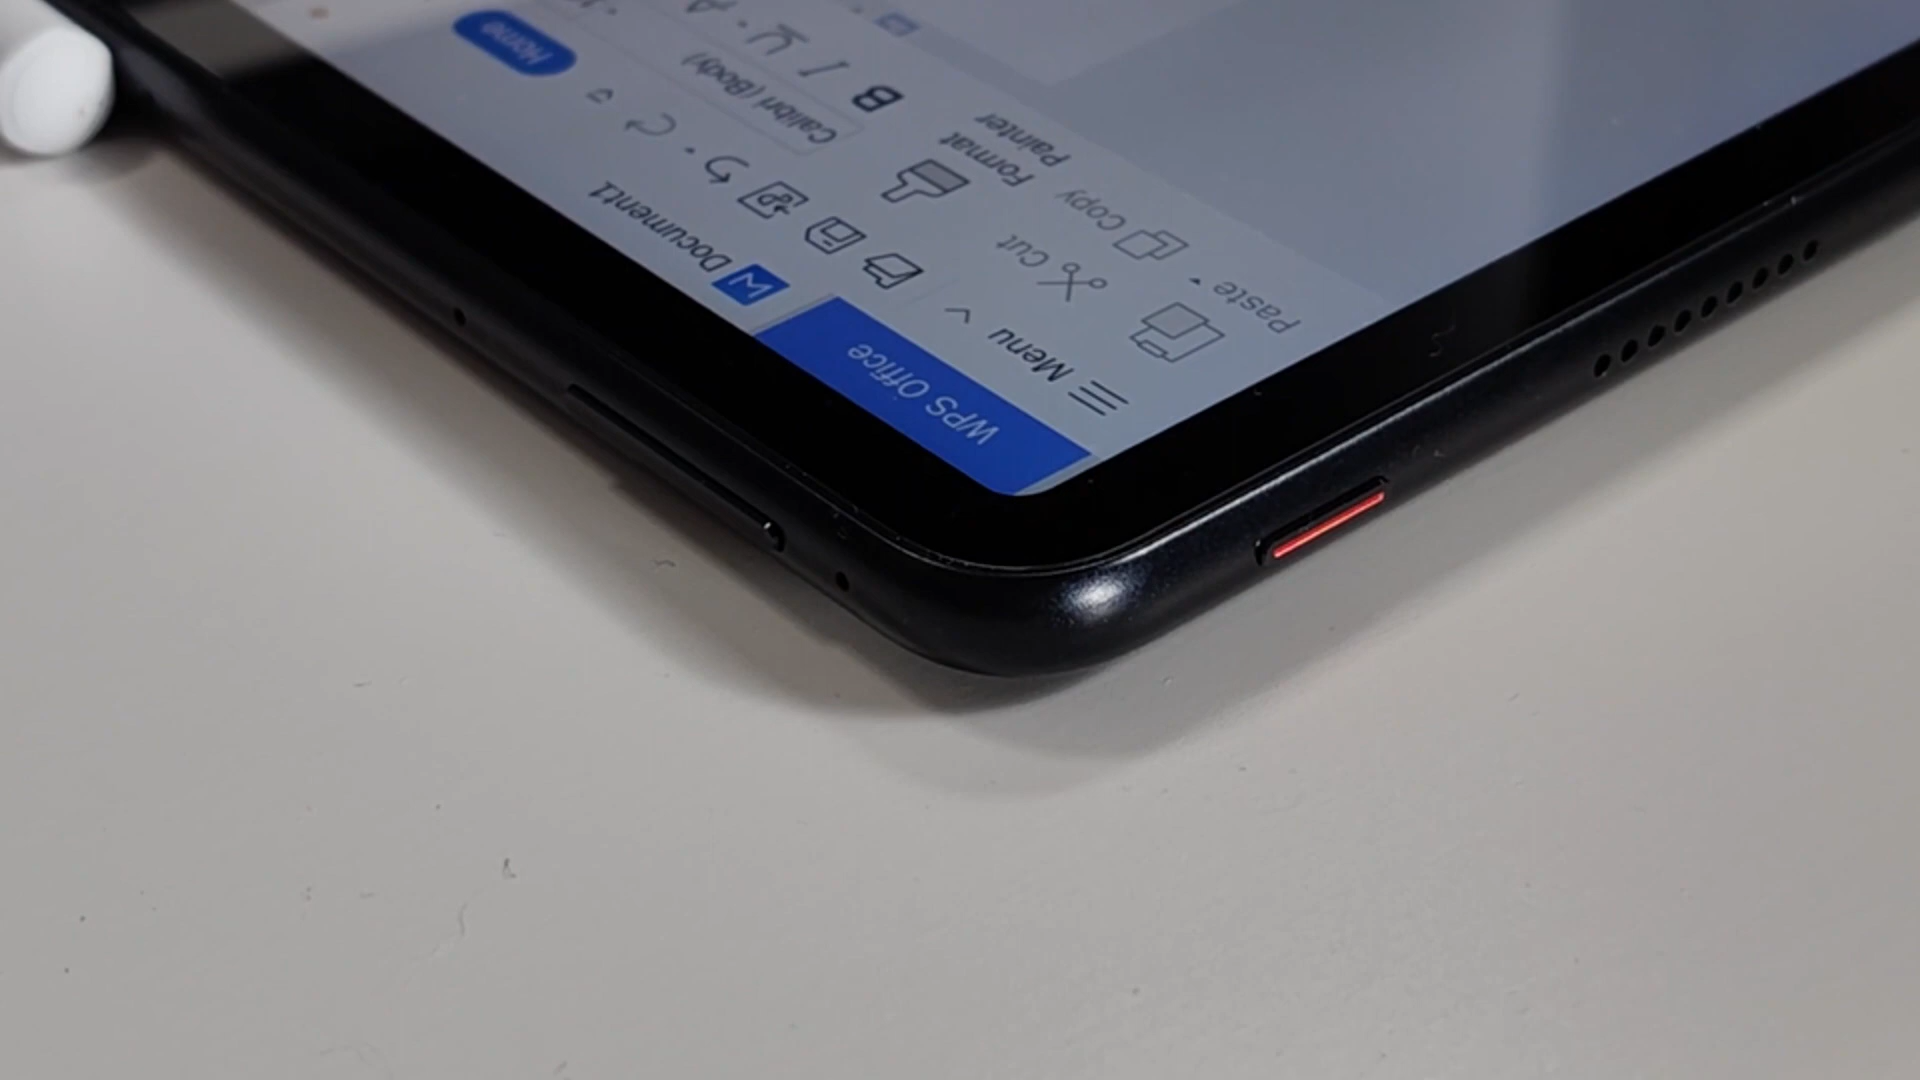 WPS Office
W Document1
Menu
Home
Paste
Cut
Copy
Format
Painter
Calibri (Body)
B I U A